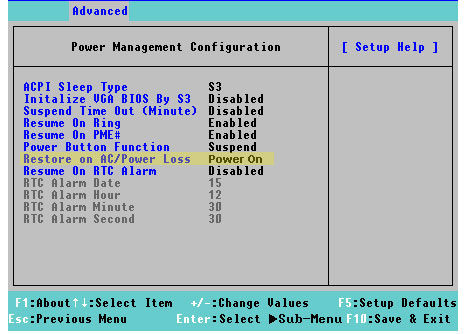 Advanced
Power Management Configuration
[ Setup Help ]
ACPI Sleep Type S3
Initalize VGA BIOS By S3 Disabled
Suspend Time Out (Minute) Disabled
Resume On Ring Enabled
Resume On PME# Enabled
Power Button Function Suspend
Restore on AC/Power Loss Power On
Resume On RTC Alarm Disabled
RTC Alarm Date 15
RTC Alarm Hour 12
RTC Alarm Minute 30
RTC Alarm Second 30
F1:About ↑↓:Select Item +/-:Change Values F5:Setup Defaults
Esc:Previous Menu Enter:Select ▶Sub-Menu F10:Save & Exit